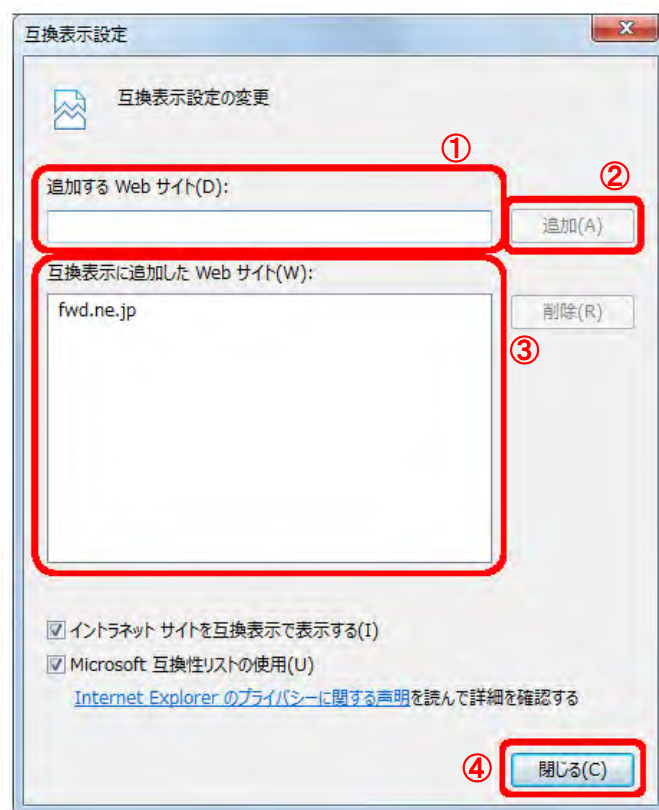 互換表示設定
互換表示設定の変更
①
追加する Web サイト(D):
②
追加(A)
互換表示に追加した Web サイト(W):
fwd.ne.jp
削除(R)
③
イントラネット サイトを互換表示で表示する(I)
Microsoft 互換性リストの使用(U)
Internet Explorer のプライバシーに関する声明を読んで詳細を確認する
④
閉じる(C)